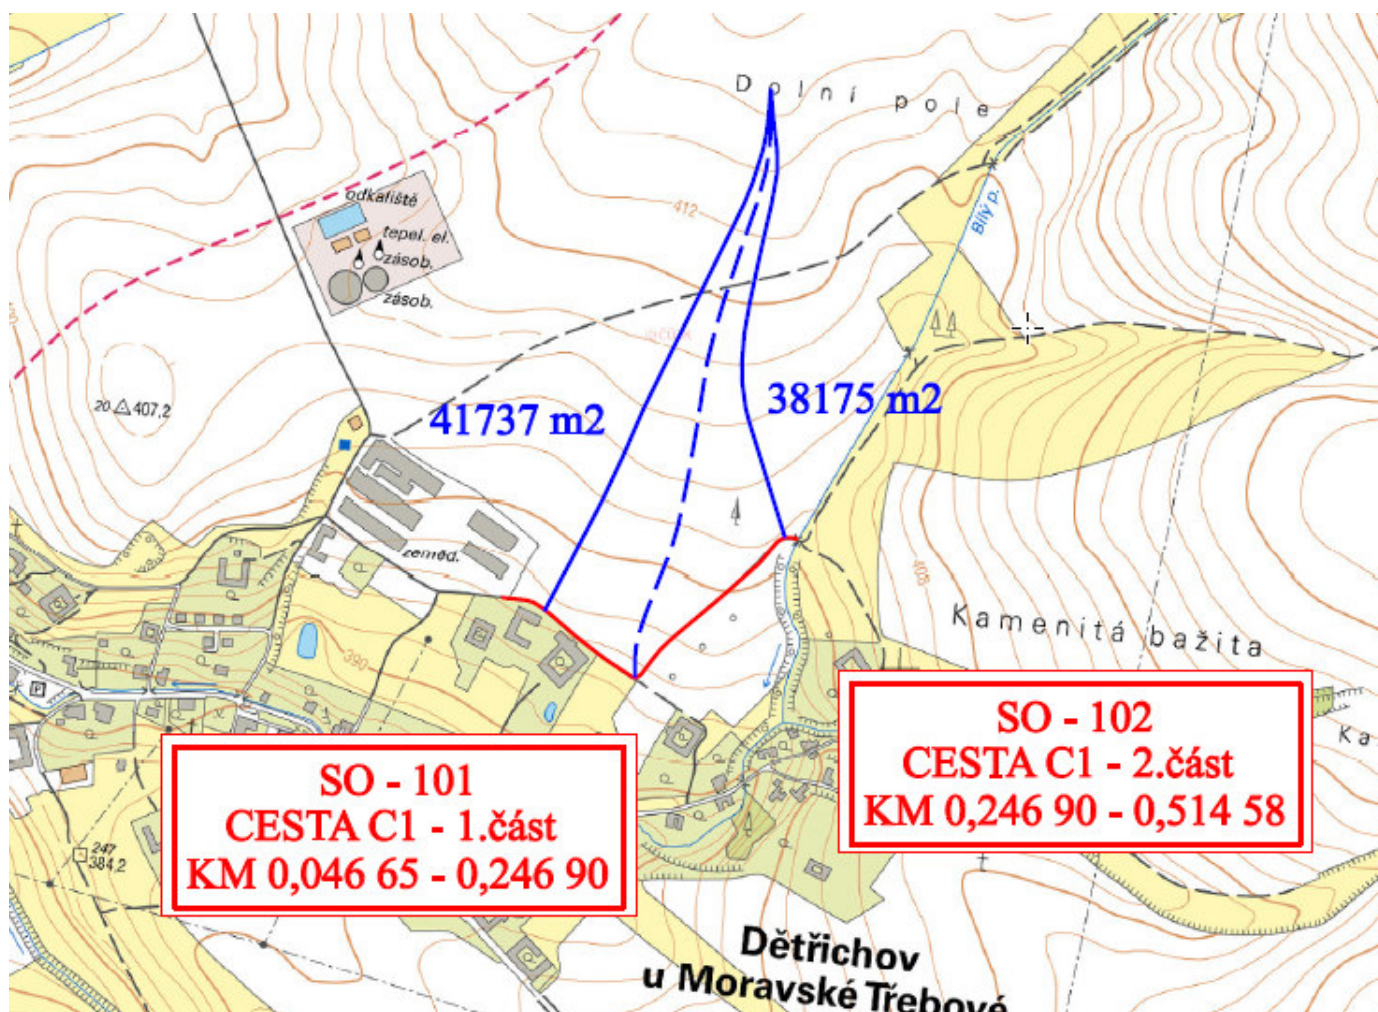 Dolní pole
odkaliště
tepel. el.
zásob.
zásob.
412
Bílý p.
20 407,2
41737 m2
38175 m2
zeměd.
405
390
Kamenitá bažita
P
SO - 101
CESTA C1 - 1.část
KM 0,046 65 - 0,246 90
SO - 102
CESTA C1 - 2.část
KM 0,246 90 - 0,514 58
Ka
247
384,2
Dětřichov
u Moravské Třebové